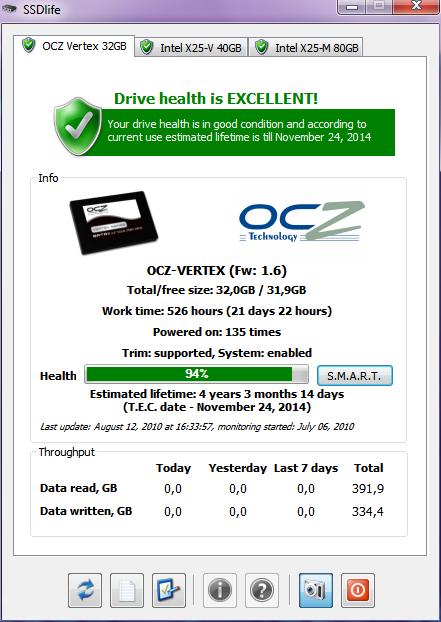 SSDlife
OCZ Vertex 32GB
Intel X25-V 40GB
Intel X25-M 80GB
Drive health is EXCELLENT!
Your drive health is in good condition and according to
current use estimated lifetime is till November 24, 2014
Info
OCZ
Technology
OCZ-VERTEX (Fw: 1.6)
Total/free size: 32,0GB / 31,9GB
Work time: 526 hours (21 days 22 hours)
Powered on: 135 times
Trim: supported, System: enabled
Health 94% S.M.A.R.T.
Estimated lifetime: 4 years 3 months 14 days
(T.E.C. date - November 24, 2014)
Last update: August 12, 2010 at 16:33:57, monitoring started: July 06, 2010
Throughput
Today Yesterday Last 7 days Total
Data read, GB 0,0 0,0 0,0 391,9
Data written, GB 0,0 0,0 0,0 334,4